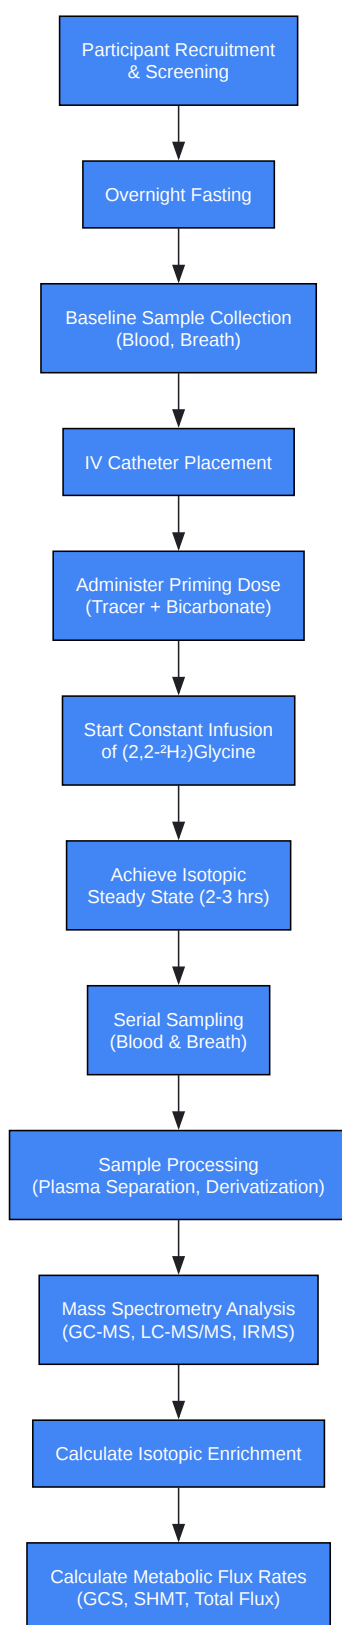 Participant Recruitment
& Screening
Overnight Fasting
Baseline Sample Collection
(Blood, Breath)
IV Catheter Placement
Administer Priming Dose
(Tracer + Bicarbonate)
Start Constant Infusion
of (2,2-²H₂)Glycine
Achieve Isotopic
Steady State (2-3 hrs)
Serial Sampling
(Blood & Breath)
Sample Processing
(Plasma Separation, Derivatization)
Mass Spectrometry Analysis
(GC-MS, LC-MS/MS, IRMS)
Calculate Isotopic Enrichment
Calculate Metabolic Flux Rates
(GCS, SHMT, Total Flux)